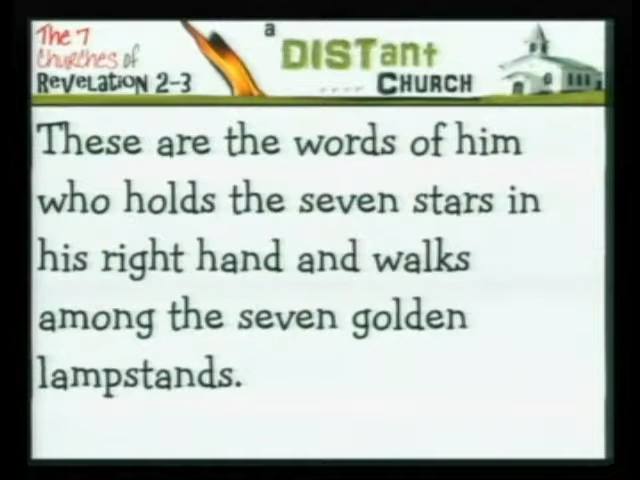 The 7
Churches of
Revelation 2-3
a
DISTant
.... CHURCH
These are the words of him
who holds the seven stars in
his right hand and walks
among the seven golden
lampstands.